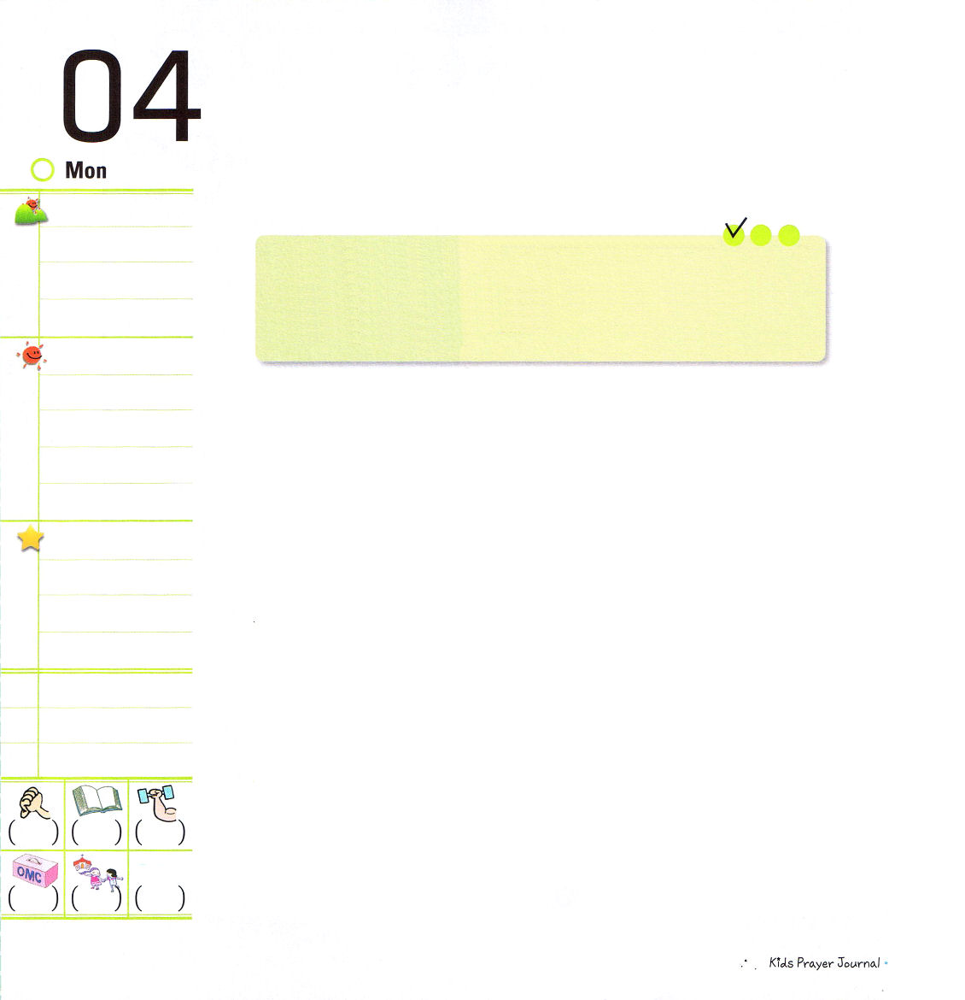 04
Mon
( ) ( ) ( )
OMC
( ) ( ) ( )
Kids Prayer Journal